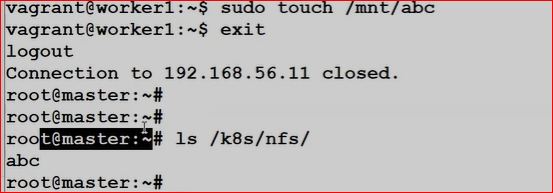 vagrant@worker1:~$ sudo touch /mnt/abc
vagrant@worker1:~$ exit
logout
Connection to 192.168.56.11 closed.
root@master:~#
root@master:~#
root@master:~# ls /k8s/nfs/
abc
root@master:~#